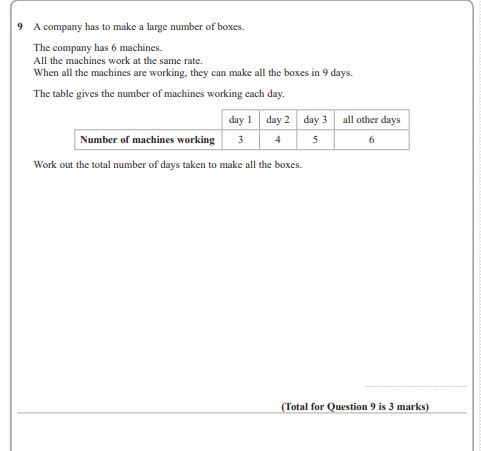 9 A company has to make a large number of boxes.
The company has 6 machines.
All the machines work at the same rate.
When all the machines are working, they can make all the boxes in 9 days.
The table gives the number of machines working each day.
day 1 day 2 day 3 all other days
Number of machines working 3 4 5 6
Work out the total number of days taken to make all the boxes.
(Total for Question 9 is 3 marks)